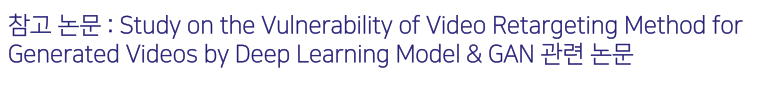 참고 논문 : Study on the Vulnerability of Video Retargeting Method for
Generated Videos by Deep Learning Model & GAN 관련 논문